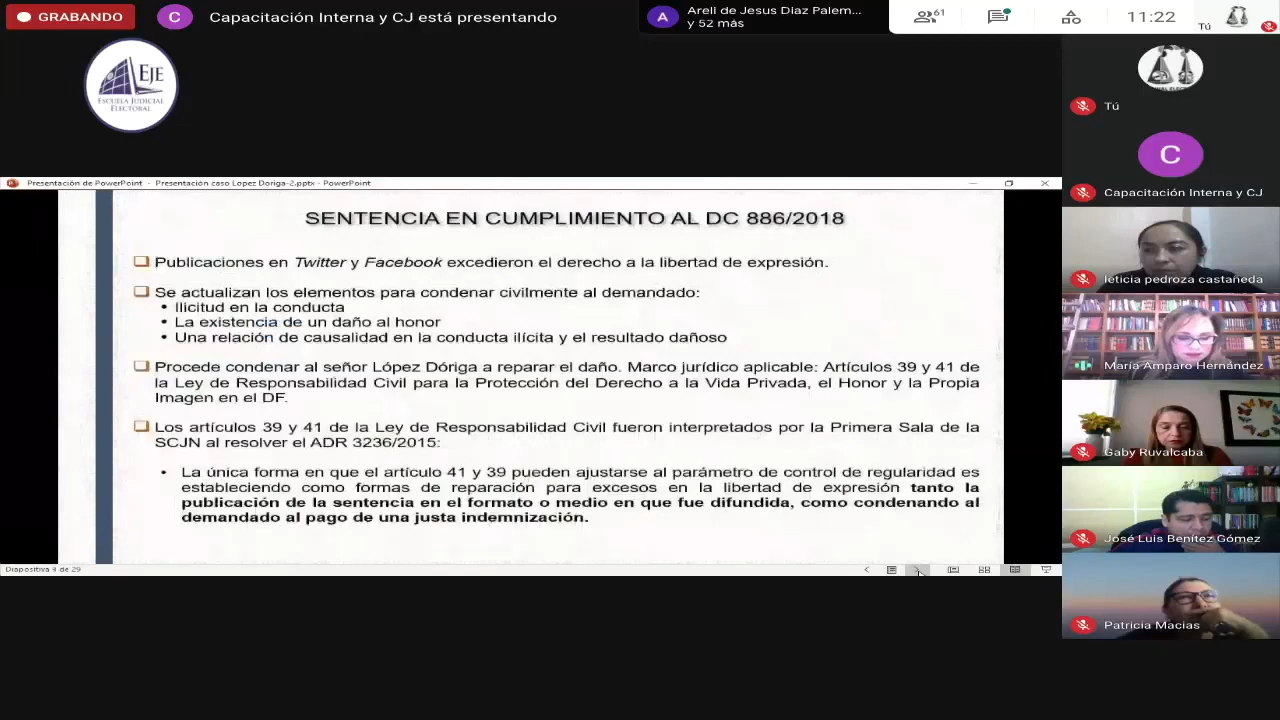 GRABANDO
C
Capacitación Interna y CJ está presentando
A
Areli de Jesus Díaz Palem...
y 52 más
61
11:22
Tú
EJE
ESCUELA JUDICIAL
ELECTORAL
Tú
C
Capacitación Interna y CJ
leticia pedroza castañeda
María Amparo Hernández
Gaby Ruvalcaba
José Luis Benítez Gómez
Patricia Macias
Presentación de PowerPoint - Presentación caso Lopez Doriga-2.pptx - PowerPoint
SENTENCIA EN CUMPLIMIENTO AL DC 886/2018
Publicaciones en Twitter y Facebook excedieron el derecho a la libertad de expresión.
Se actualizan los elementos para condenar civilmente al demandado:
• Ilicitud en la conducta
• La existencia de un daño al honor
• Una relación de causalidad en la conducta ilícita y el resultado dañoso
Procede condenar al señor López Dóriga a reparar el daño. Marco jurídico aplicable: Artículos 39 y 41 de
la Ley de Responsabilidad Civil para la Protección del Derecho a la Vida Privada, el Honor y la Propia
Imagen en el DF.
Los artículos 39 y 41 de la Ley de Responsabilidad Civil fueron interpretados por la Primera Sala de la
SCJN al resolver el ADR 3236/2015:
• La única forma en que el artículo 41 y 39 pueden ajustarse al parámetro de control de regularidad es
estableciendo como formas de reparación para excesos en la libertad de expresión tanto la
publicación de la sentencia en el formato o medio en que fue difundida, como condenando al
demandado al pago de una justa indemnización.